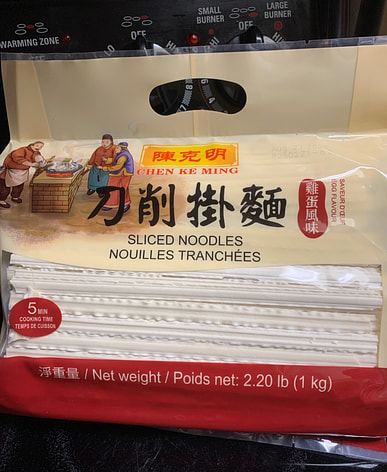 WARMING ZONE
OFF
SMALL
BURNER
OFF
LARGE
BURNER
HI
陳克明
CHEN KE MING
刀削掛麵
雞蛋風味
SAVEUR D'ŒUF
EGG FLAVOUR
SLICED NOODLES
NOUILLES TRANCHÉES
5 MIN
COOKING TIME
TEMPS DE CUISSON
淨重量 / Net weight / Poids net: 2.20 lb (1 kg)